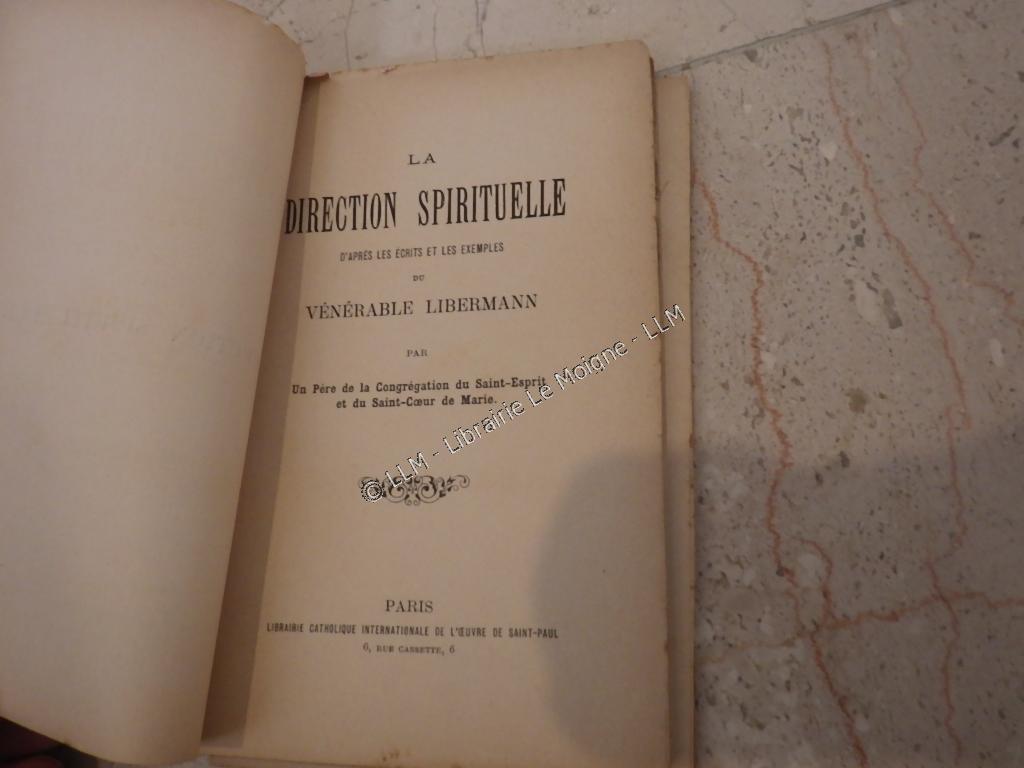 LA
DIRECTION SPIRITUELLE
D'APRÈS LES ÉCRITS ET LES EXEMPLES
DU
VÉNÉRABLE LIBERMANN
PAR
Un Père de la Congrégation du Saint-Esprit
et du Saint-Cœur de Marie.
© LLM - Librairie Le Moigne - LLM
PARIS
LIBRAIRIE CATHOLIQUE INTERNATIONALE DE L'ŒUVRE DE SAINT-PAUL
6, RUE CASSETTE, 6